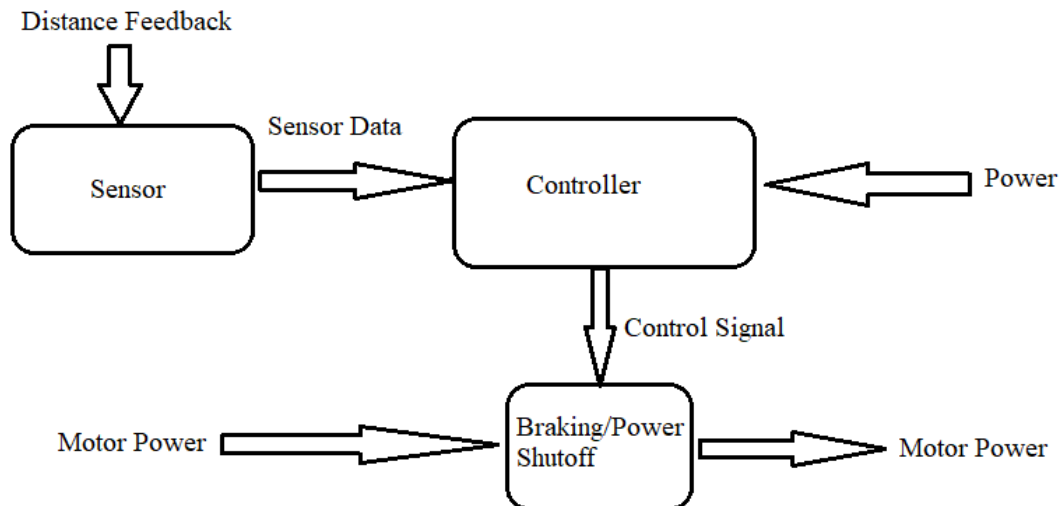 Distance Feedback
Sensor Data
Sensor
Controller
Power
Control Signal
Motor Power
Braking/Power
Shutoff
Motor Power